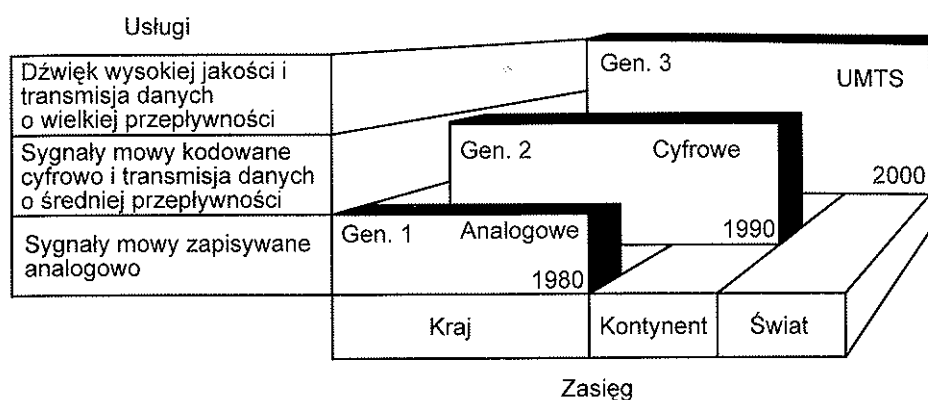 Usługi
Dźwięk wysokiej jakości i
transmisja danych
o wielkiej przepływności
Sygnały mowy kodowane
cyfrowo i transmisja danych
o średniej przepływności
Sygnały mowy zapisywane
analogowo
Gen. 3
UMTS
2000
Gen. 2
Cyfrowe
1990
Gen. 1
Analogowe
1980
Kraj
Kontynent
Świat
Zasięg